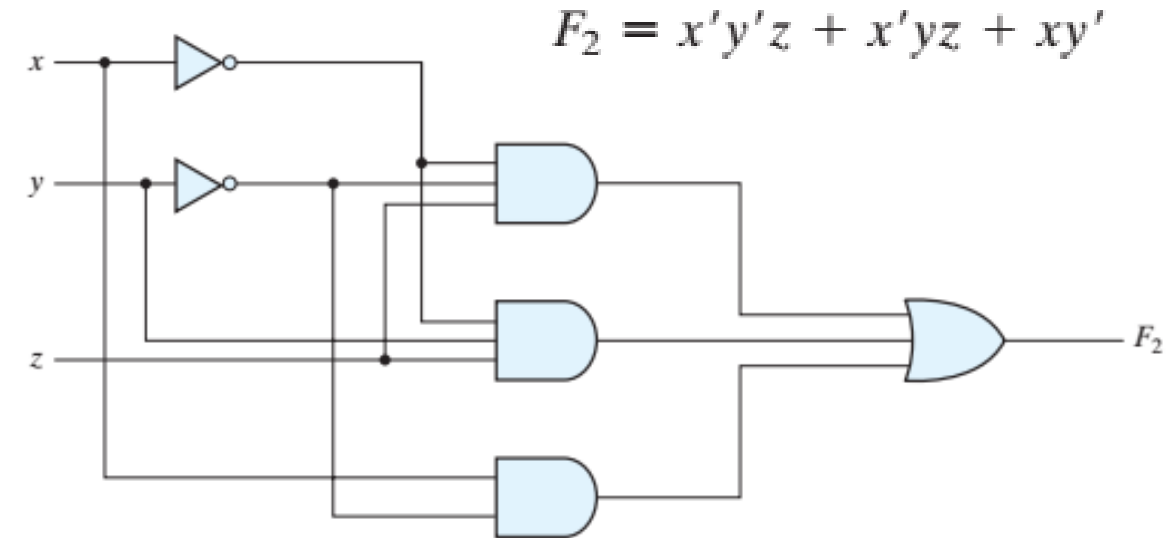 F₂ = x′y′z + x′yz + xy′
x
y
z
F₂